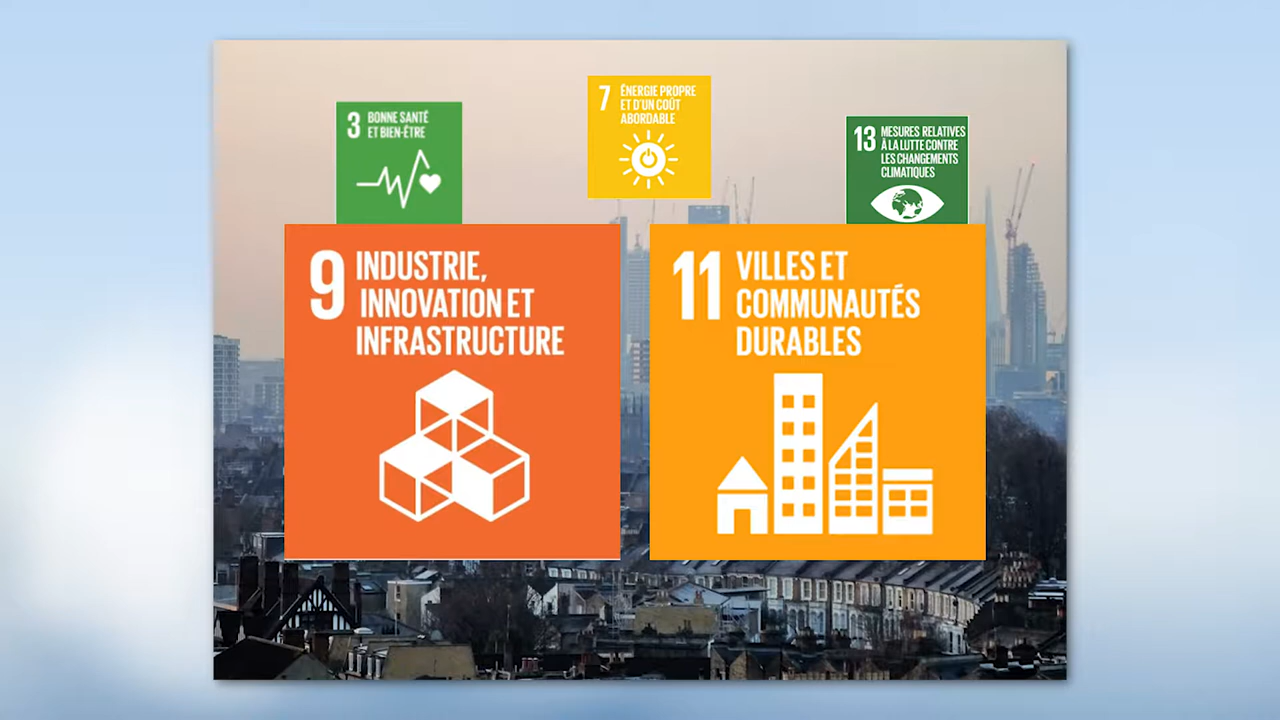 3 BONNE SANTÉ
ET BIEN-ÊTRE
7 ÉNERGIE PROPRE
ET D'UN COÛT
ABORDABLE
13 MESURES RELATIVES
À LA LUTTE CONTRE
LES CHANGEMENTS
CLIMATIQUES
9 INDUSTRIE,
INNOVATION ET
INFRASTRUCTURE
11 VILLES ET
COMMUNAUTÉS
DURABLES